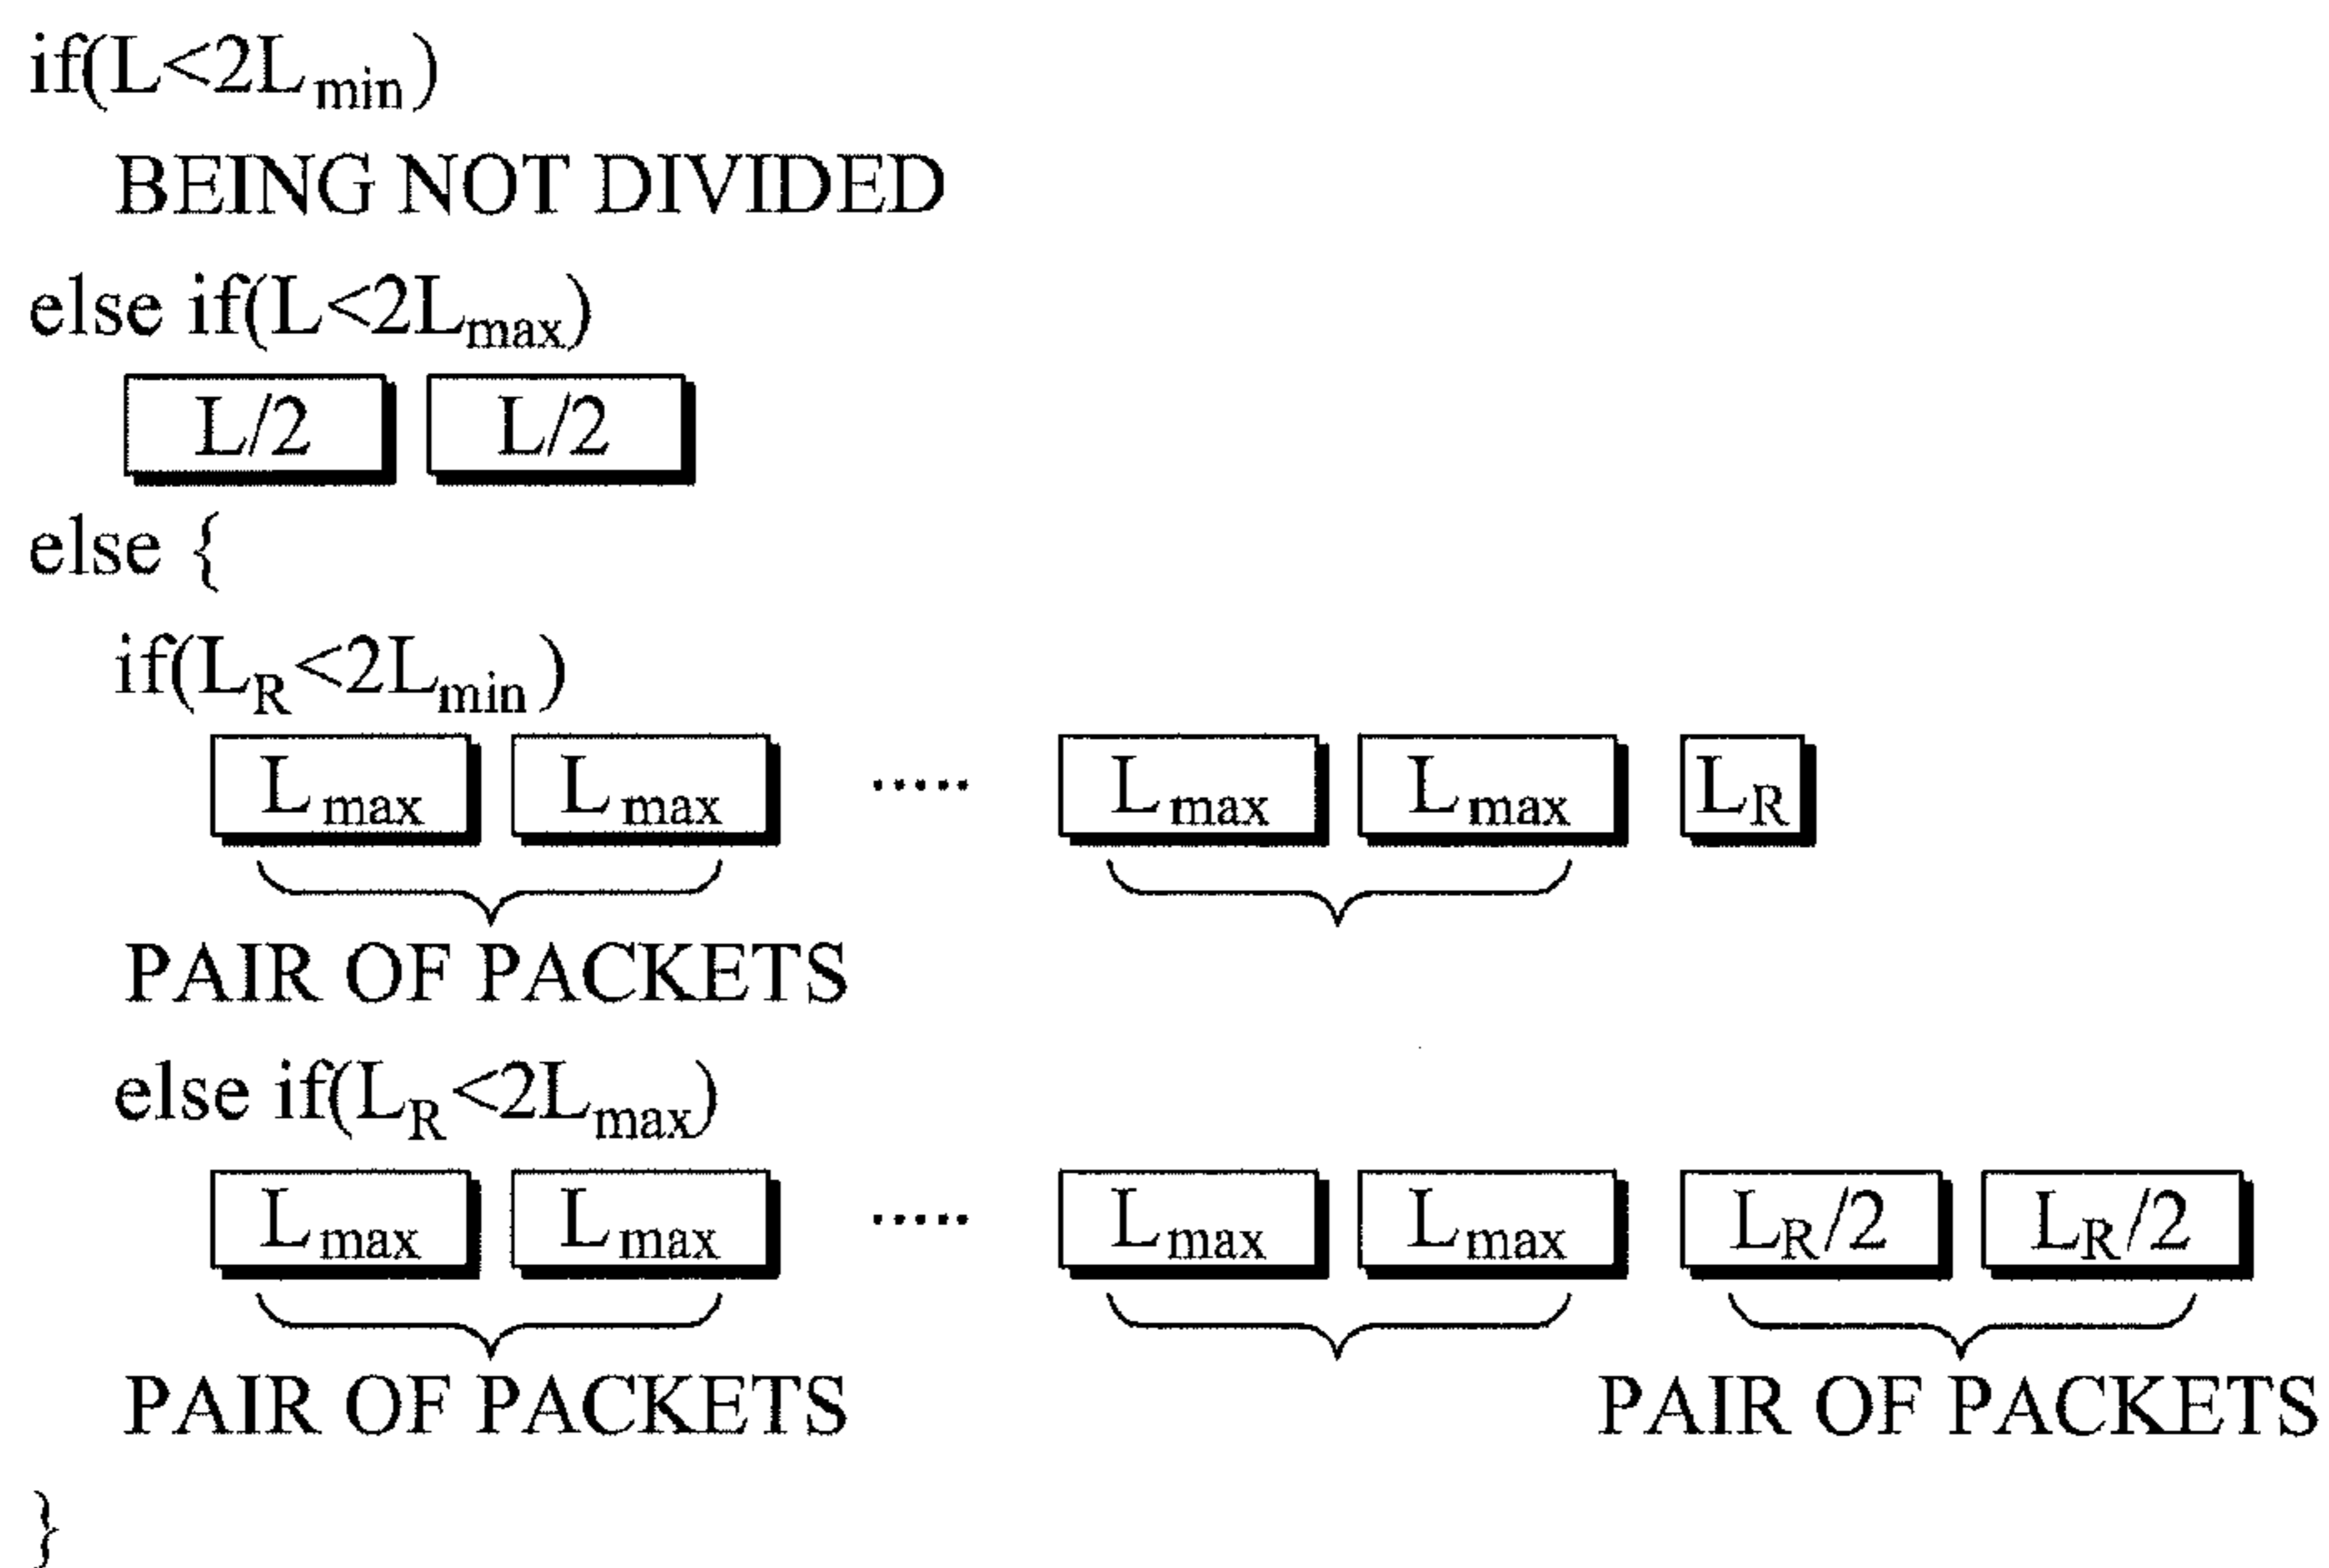 if(L<2Lmin)
BEING NOT DIVIDED
else if(L<2Lmax)
L/2 L/2
else {
if(LR<2Lmin)
Lmax Lmax ..... Lmax Lmax LR
PAIR OF PACKETS
else if(LR<2Lmax)
Lmax Lmax ..... Lmax Lmax LR/2 LR/2
PAIR OF PACKETS PAIR OF PACKETS
}